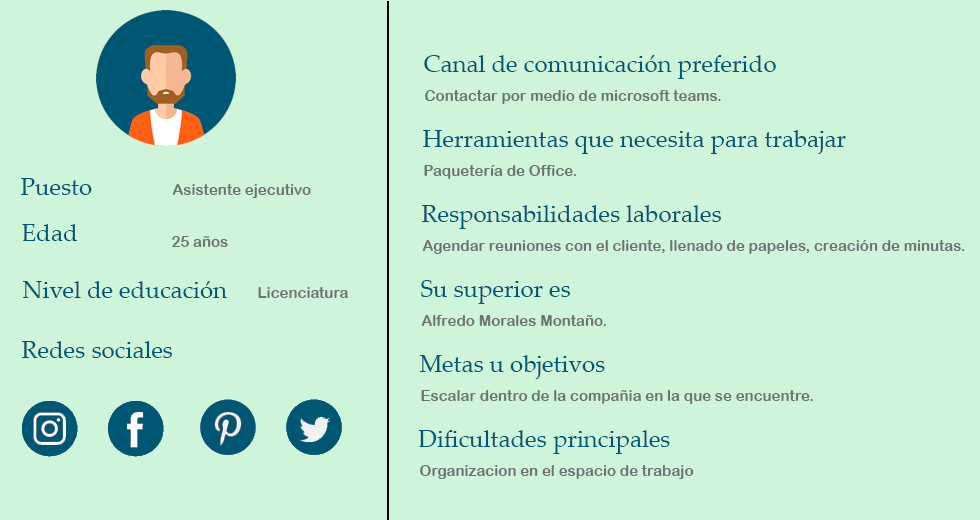 Puesto
Asistente ejecutivo
Edad
25 años
Nivel de educación
Licenciatura
Redes sociales
Canal de comunicación preferido
Contactar por medio de microsoft teams.
Herramientas que necesita para trabajar
Paquetería de Office.
Responsabilidades laborales
Agendar reuniones con el cliente, llenado de papeles, creación de minutas.
Su superior es
Alfredo Morales Montaño.
Metas u objetivos
Escalar dentro de la compañia en la que se encuentre.
Dificultades principales
Organizacion en el espacio de trabajo